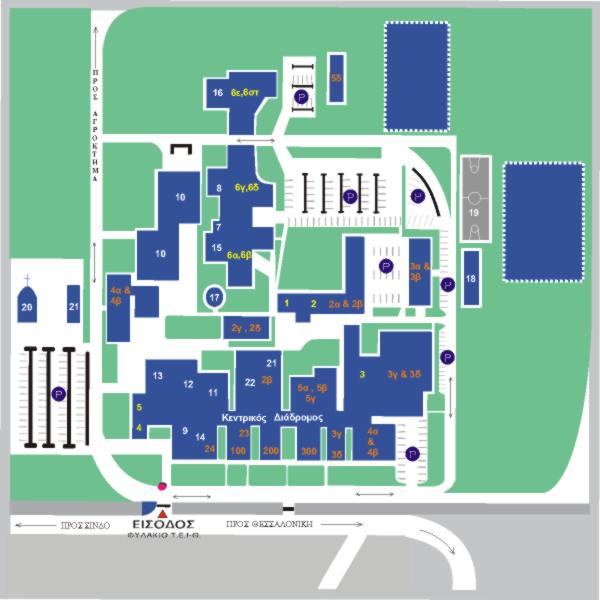 ΠΡΟΣ ΑΓΡΟΚΤΗΜΑ
16
6ε,6στ
5δ
P
10
8
6γ,6δ
P
P
19
7
15
6α,6β
10
P
3α &
3β
18
P
4α &
4β
17
1
2
2α & 2β
20
21
2γ , 2δ
P
13
12
11
21
22
2β
5α , 5β
5γ
3
3γ & 3δ
P
5
4
Κεντρικός Διάδρομος
9
14
24
23
100
200
300
3γ
3δ
4α
&
4β
P
ΠΡΟΣ ΣΙΝΔΟ
ΕΙΣΟΔΟΣ
ΦΥΛΑΚΙΟ Τ.Ε.Ι-Θ.
ΠΡΟΣ ΘΕΣΣΑΛΟΝΙΚΗ